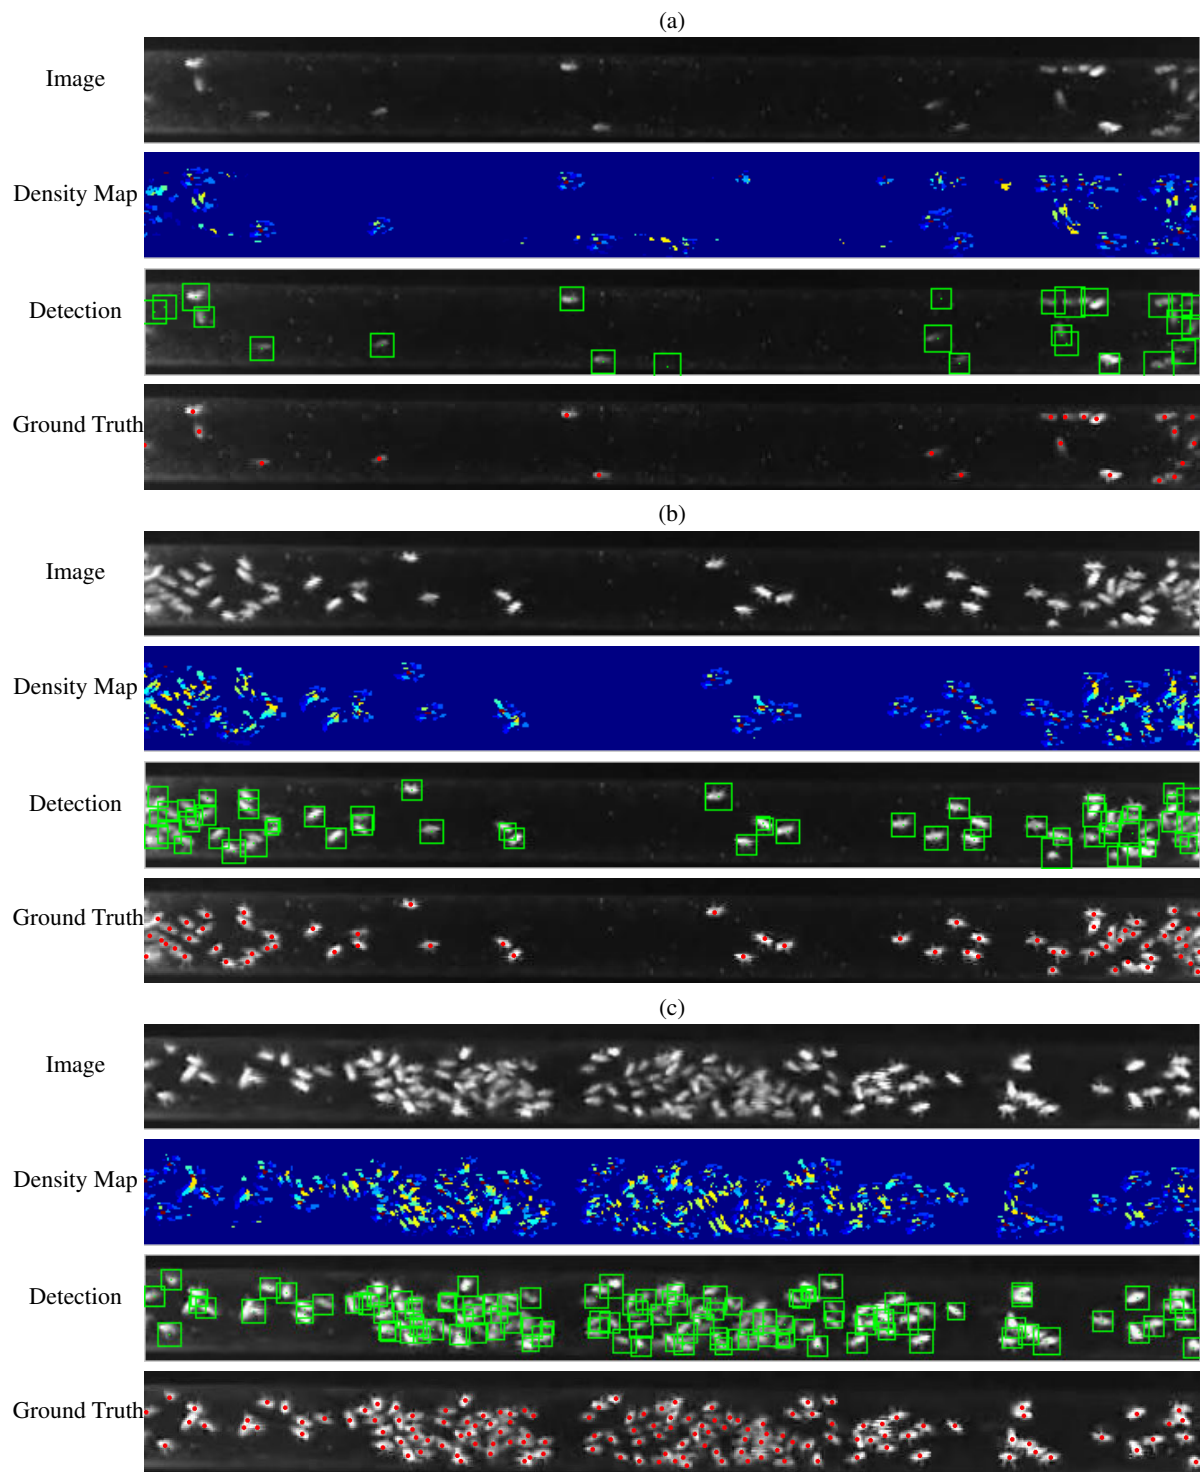 (a)
Image
Density Map
Detection
Ground Truth
(b)
Image
Density Map
Detection
Ground Truth
(c)
Image
Density Map
Detection
Ground Truth